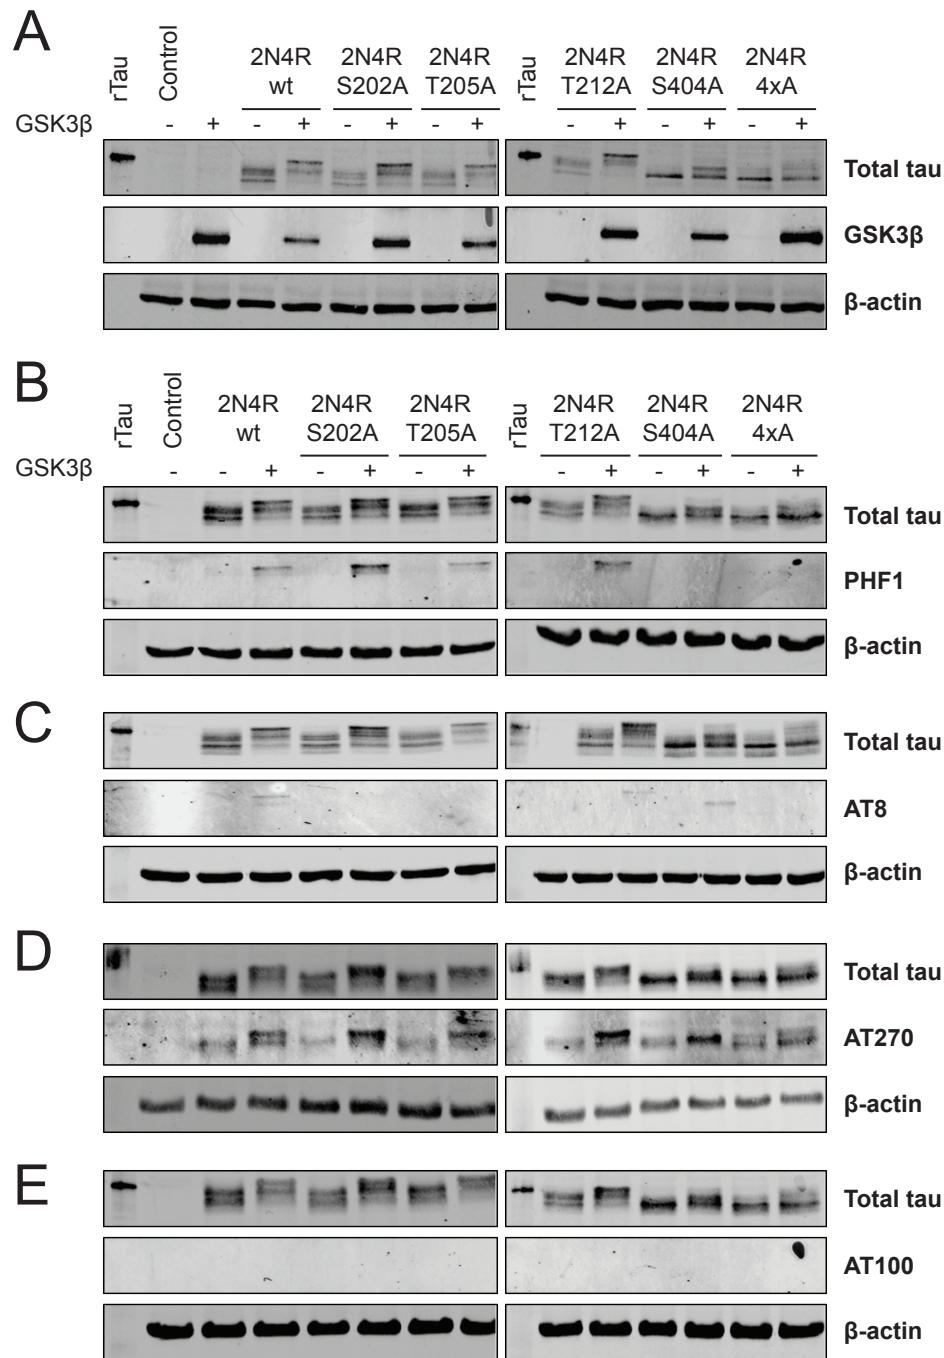 A
rTau
Control
2N4R
wt
2N4R
S202A
2N4R
T205A
rTau
2N4R
T212A
2N4R
S404A
2N4R
4xA
GSK3β - + - + - + - + - + - + - +
Total tau
GSK3β
β-actin
B
rTau
Control
2N4R
wt
2N4R
S202A
2N4R
T205A
rTau
2N4R
T212A
2N4R
S404A
2N4R
4xA
GSK3β - - + - + - + - + - + - +
Total tau
PHF1
β-actin
C
Total tau
AT8
β-actin
D
Total tau
AT270
β-actin
E
Total tau
AT100
β-actin